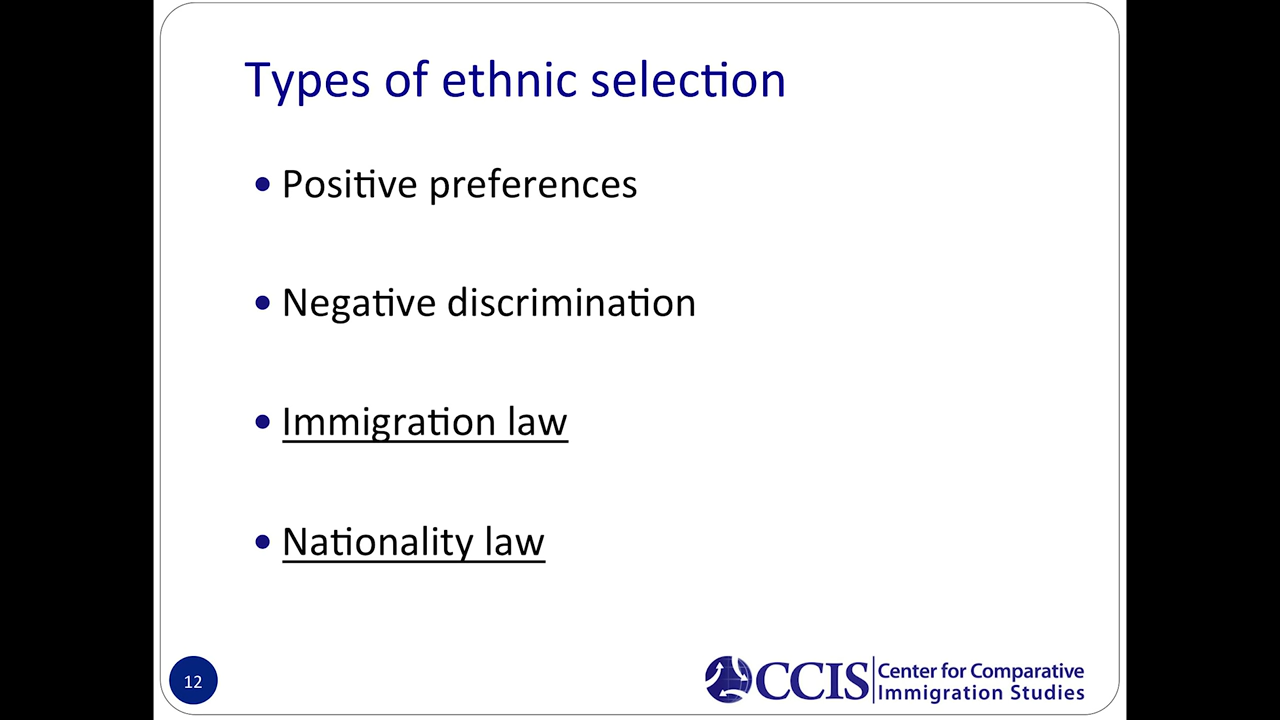 Types of ethnic selection
• Positive preferences
• Negative discrimination
• Immigration law
• Nationality law
12
CCIS Center for Comparative
Immigration Studies